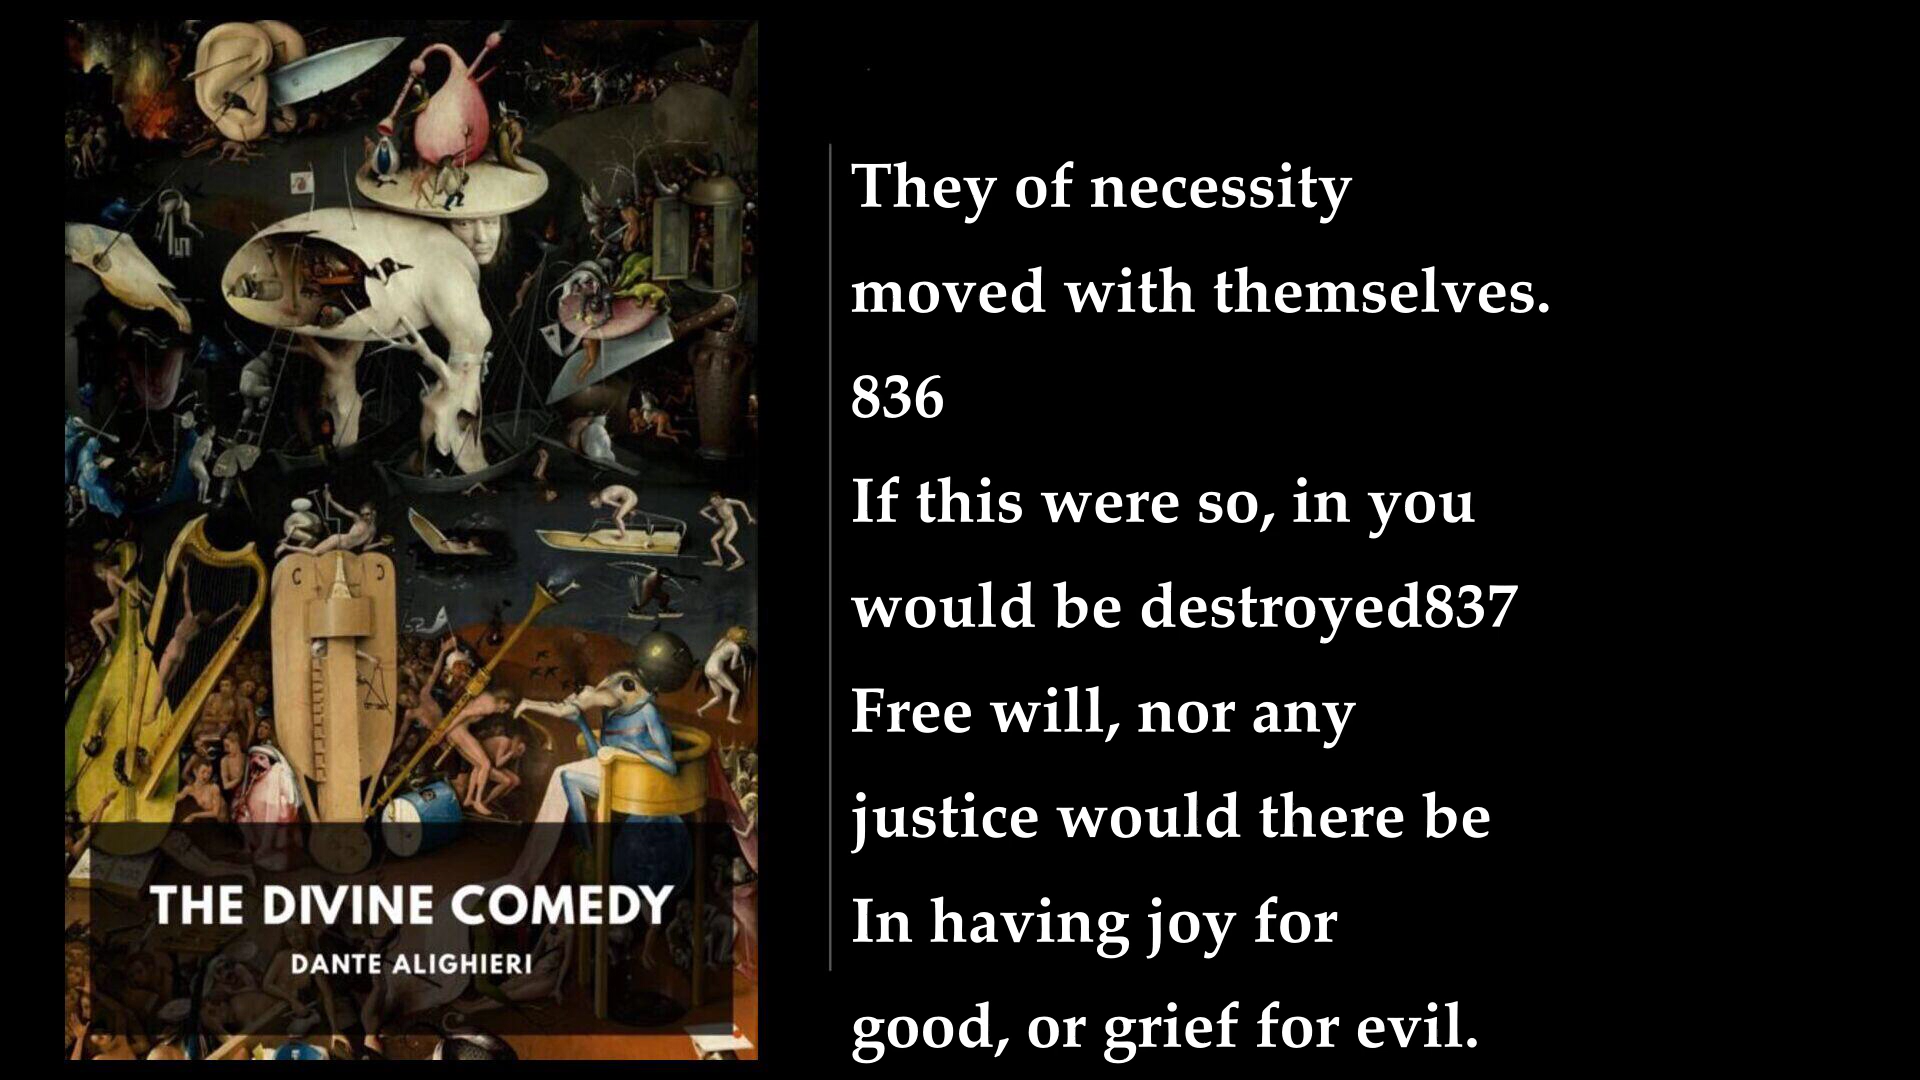 THE DIVINE COMEDY
DANTE ALIGHIERI
They of necessity
moved with themselves.
836
If this were so, in you
would be destroyed837
Free will, nor any
justice would there be
In having joy for
good, or grief for evil.